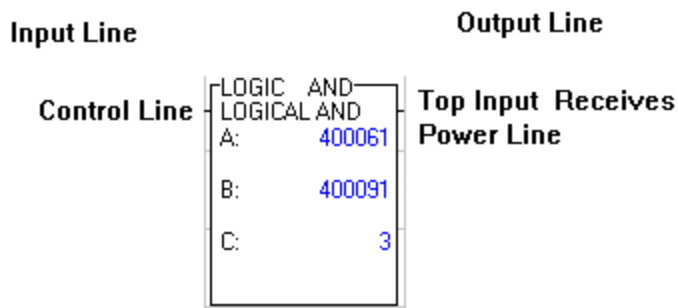 Input Line
Output Line
LOGIC AND
Control Line
LOGICAL AND
Top Input Receives
Power Line
A: 400061
B: 400091
C: 3